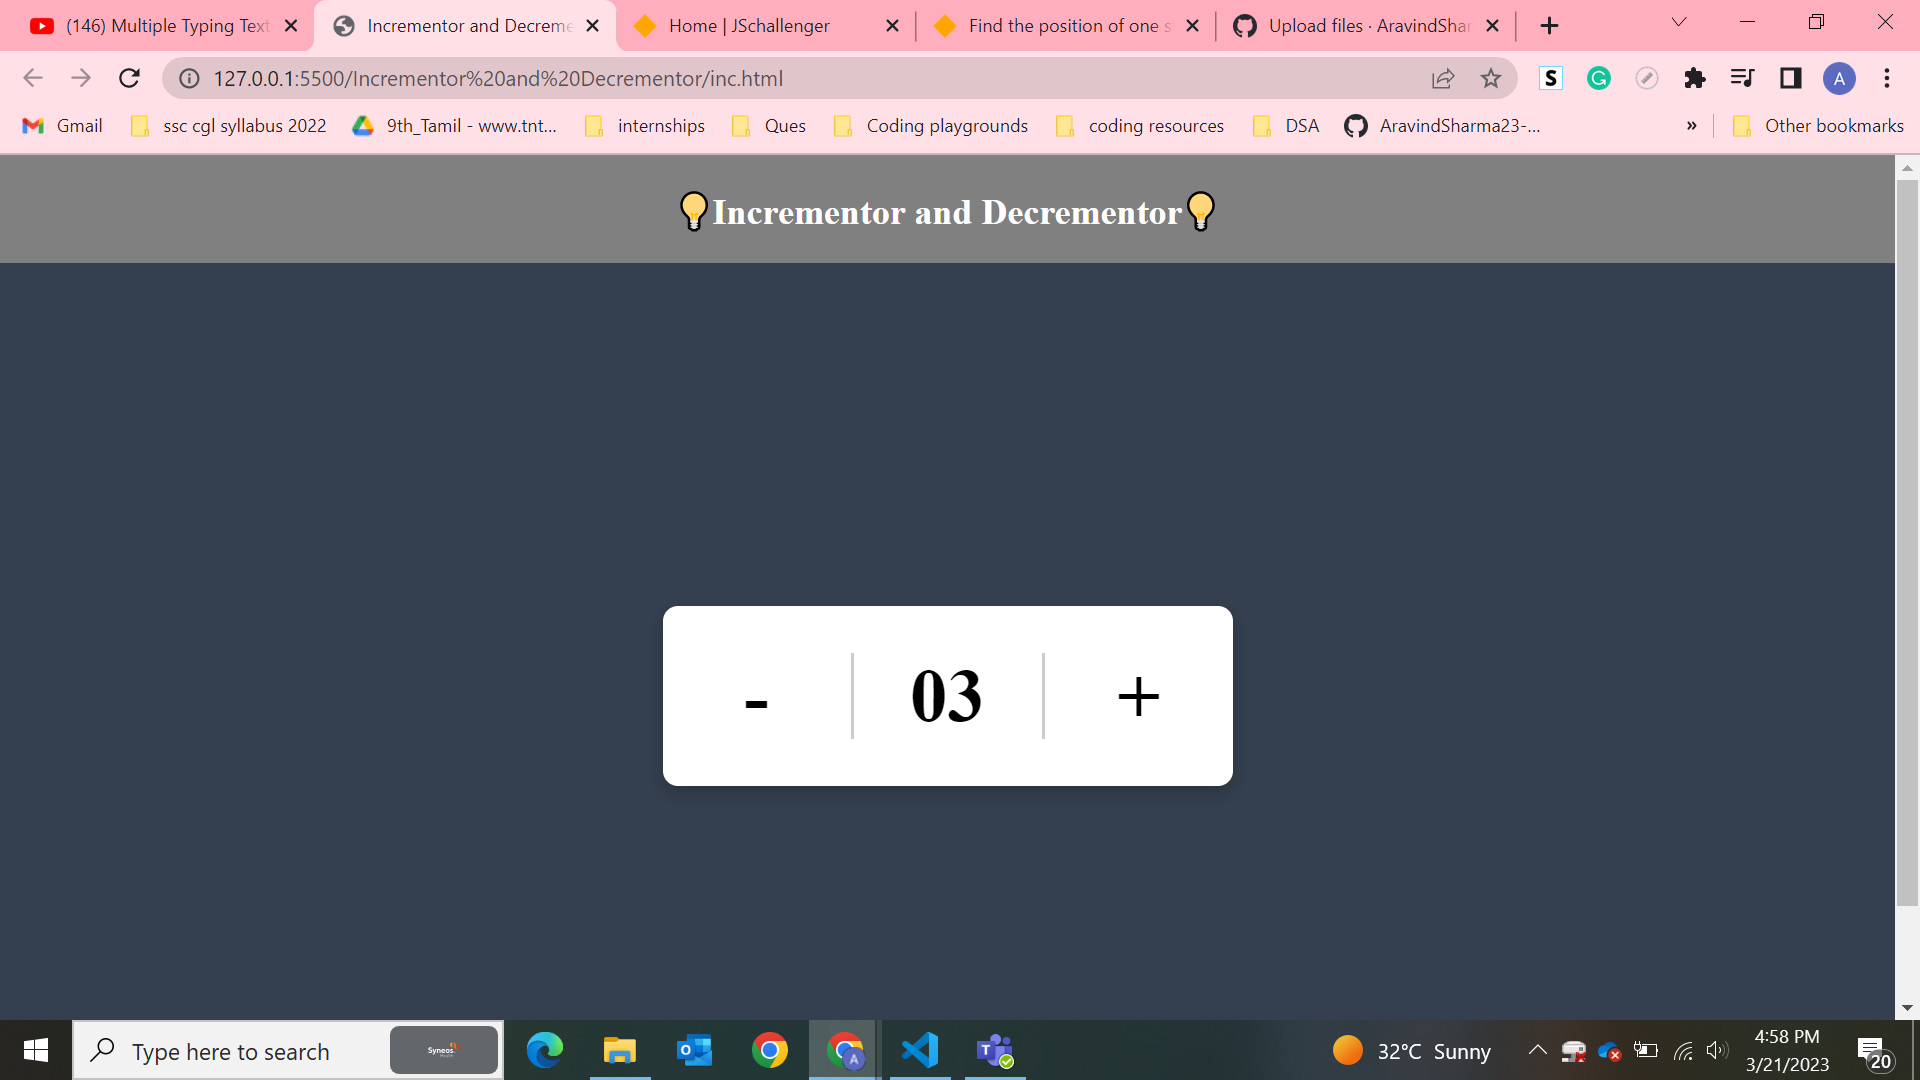 (146) Multiple Typing Text
Incrementor and Decreme
Home | JSchallenger
Find the position of one s
Upload files · AravindShar
127.0.0.1:5500/Incrementor%20and%20Decrementor/inc.html
S
G
A
Gmail
ssc cgl syllabus 2022
9th_Tamil - www.tnt...
internships
Ques
Coding playgrounds
coding resources
DSA
AravindSharma23-...
»
Other bookmarks
💡Incrementor and Decrementor💡
- 03 +
Type here to search
Syneos
Health
A
32°C Sunny
4:58 PM
3/21/2023
20